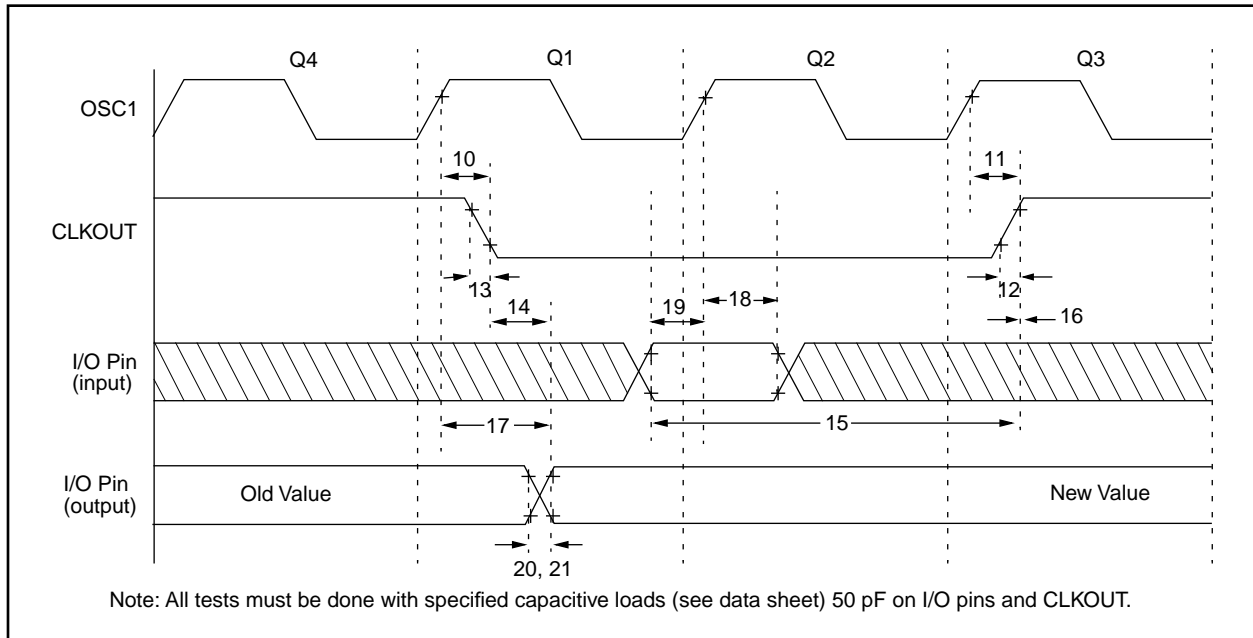 Q4 Q1 Q2 Q3
OSC1
10 11
CLKOUT
13 12
14 19 18 16
I/O Pin
(input)
17 15
I/O Pin
(output)
Old Value New Value
20, 21
Note: All tests must be done with specified capacitive loads (see data sheet) 50 pF on I/O pins and CLKOUT.